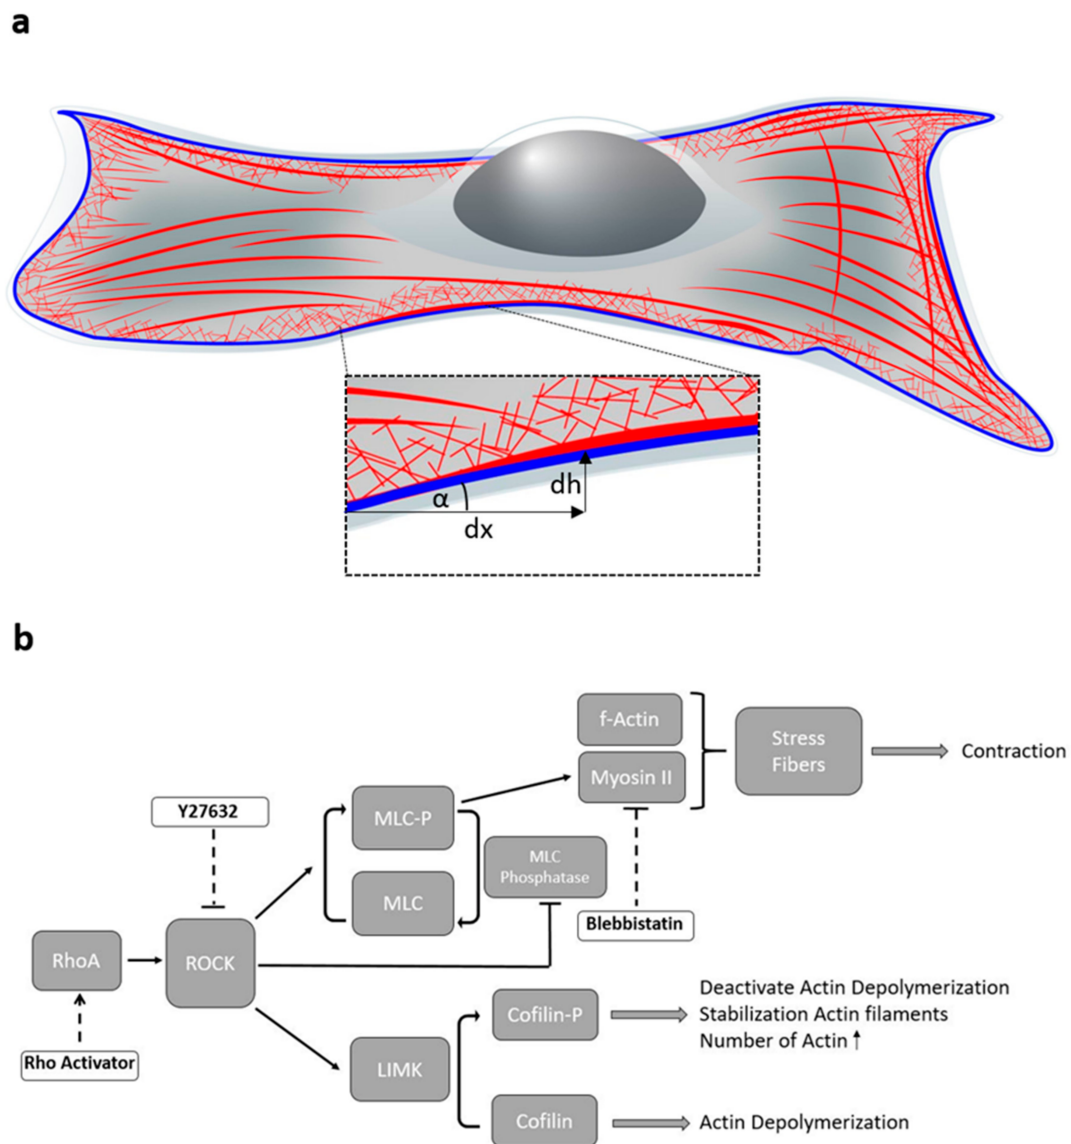 a
α
dh
dx
b
f-Actin
Myosin II
Stress
Fibers
Contraction
Y27632
MLC-P
MLC
Phosphatase
MLC
Blebbistatin
RhoA
ROCK
Rho Activator
LIMK
Cofilin-P
Deactivate Actin Depolymerization
Stabilization Actin filaments
Number of Actin ↑
Cofilin
Actin Depolymerization